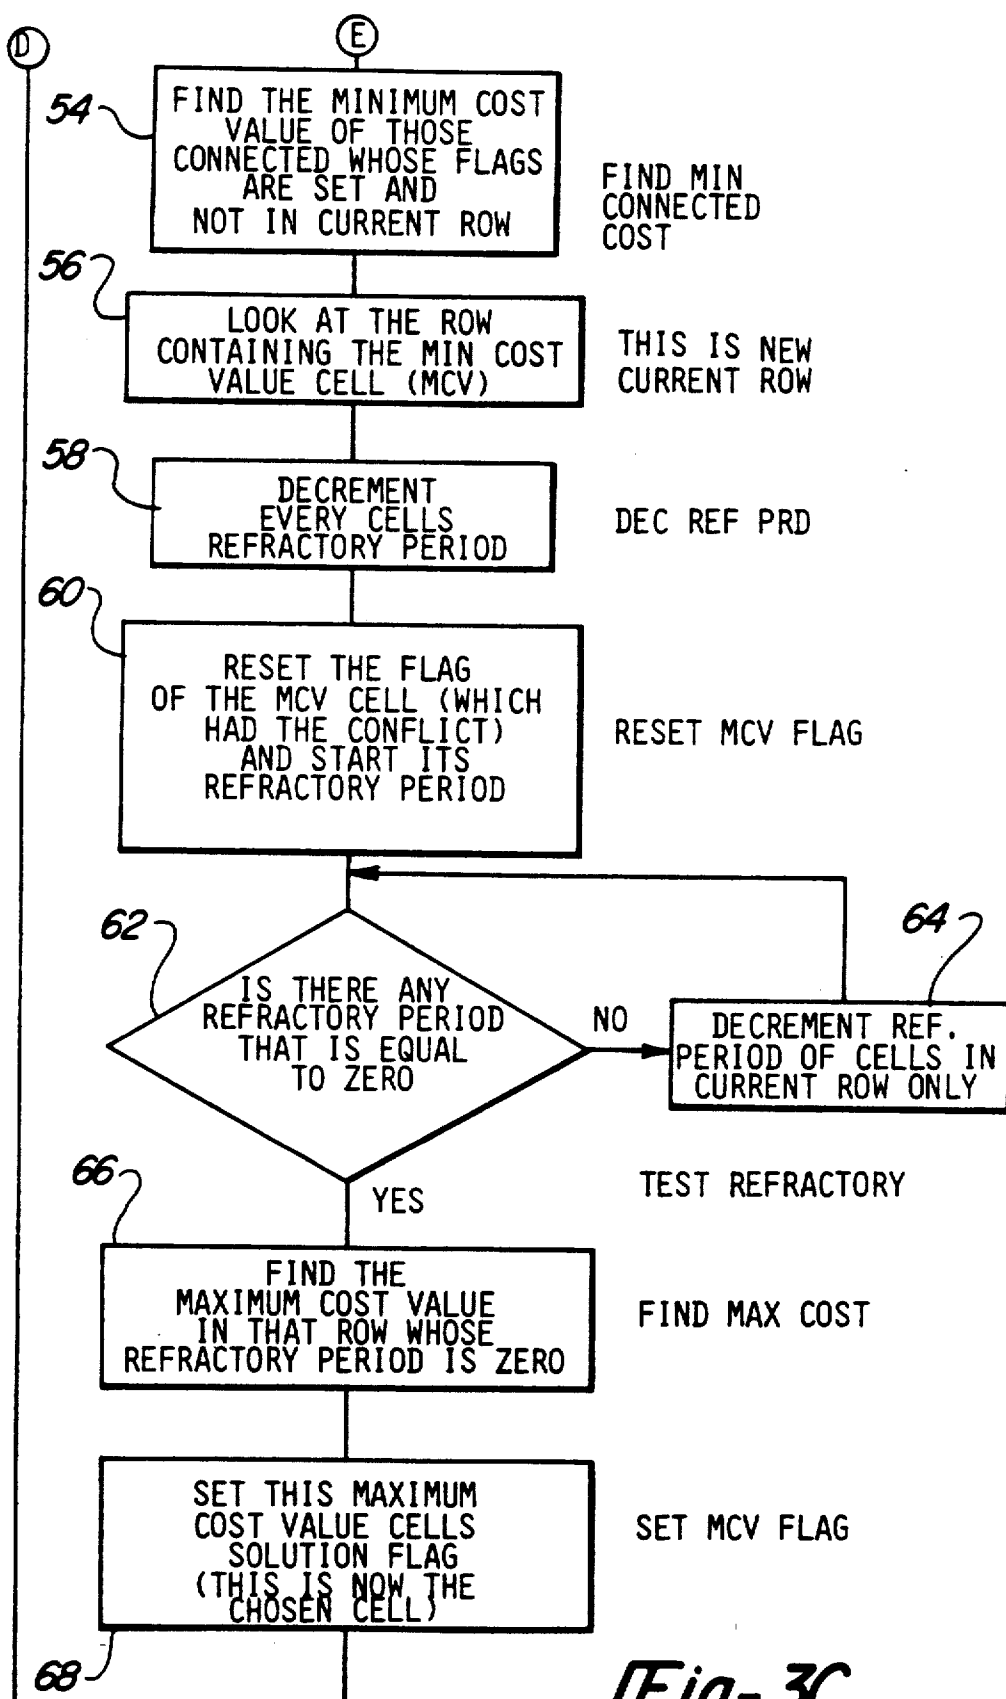 D
E
54
FIND THE MINIMUM COST
VALUE OF THOSE
CONNECTED WHOSE FLAGS
ARE SET AND
NOT IN CURRENT ROW
FIND MIN
CONNECTED
COST
56
LOOK AT THE ROW
CONTAINING THE MIN COST
VALUE CELL (MCV)
THIS IS NEW
CURRENT ROW
58
DECREMENT
EVERY CELLS
REFRACTORY PERIOD
DEC REF PRD
60
RESET THE FLAG
OF THE MCV CELL (WHICH
HAD THE CONFLICT)
AND START ITS
REFRACTORY PERIOD
RESET MCV FLAG
62
IS THERE ANY
REFRACTORY PERIOD
THAT IS EQUAL
TO ZERO
NO
64
DECREMENT REF.
PERIOD OF CELLS IN
CURRENT ROW ONLY
TEST REFRACTORY
YES
66
FIND THE
MAXIMUM COST VALUE
IN THAT ROW WHOSE
REFRACTORY PERIOD IS ZERO
FIND MAX COST
SET THIS MAXIMUM
COST VALUE CELLS
SOLUTION FLAG
(THIS IS NOW THE
CHOSEN CELL)
SET MCV FLAG
68
Fig-3C